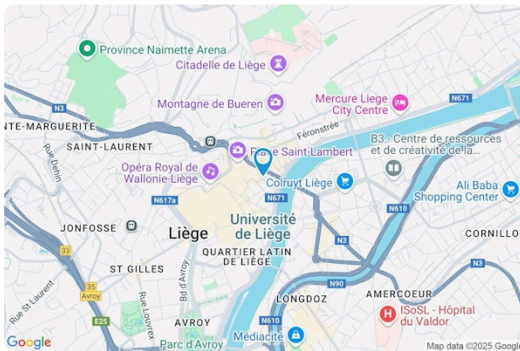 Province Naimette Arena
Citadelle de Liège
Montagne de Bueren
Mercure Liege
City Centre
N671
N3
NTE-MARGUERITE
SAINT-LAURENT
Féronstrée
Rue Dehin
Place Saint-Lambert
B3 - Centre de ressources
et de créativité de la...
Opéra Royal de
Wallonie-Liège
Colruyt Liège
Ali Baba
Shopping Center
N617a
N671
N610
JONFOSSE
Liège
Université
de Liège
QUARTIER LATIN
DE LIÈGE
CORNILLO
N3
33
35
Avroy
ST GILLES
Bd d'Avroy
N3
N90
Rue St Laurent
Rue Louvrex
LONGDOZ
AMERCOEUR
E25
AVROY
N610
ISoSL - Hôpital
du Valdor
Médiacité
Parc d'Avroy
Google
Map data ©2025 Google